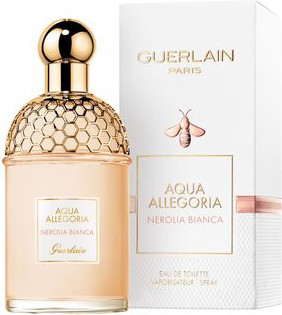 AQUA
ALLEGORIA
NEROLIA BIANCA
Guerlain
GUERLAIN
PARIS
AQUA
ALLEGORIA
NEROLIA BIANCA
EAU DE TOILETTE
VAPORISATEUR - SPRAY